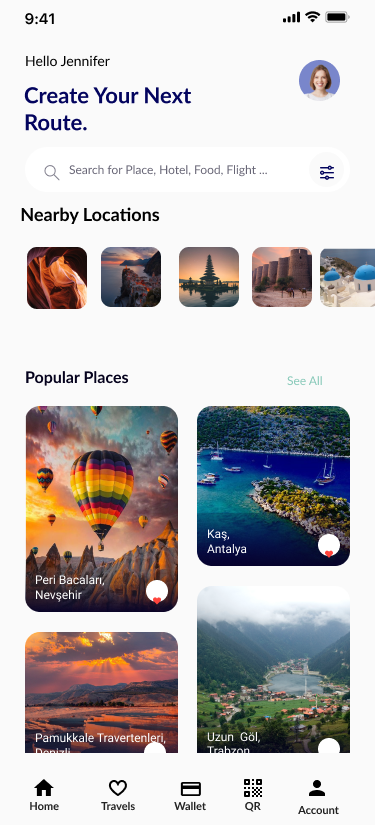 9:41
Hello Jennifer
Create Your Next
Route.
Search for Place, Hotel, Food, Flight ...
Nearby Locations
Popular Places
See All
Peri Bacaları,
Nevşehir
Kaş,
Antalya
Pamukkale Travertenleri,
Denizli
Uzun Göl,
Trabzon
Home
Travels
Wallet
QR
Account